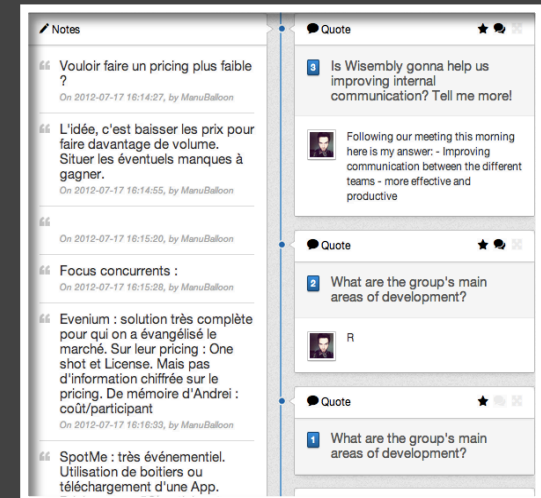 Notes
Vouloir faire un pricing plus faible
?
On 2012-07-17 16:14:27, by ManuBalloon
L'idée, c'est baisser les prix pour
faire davantage de volume.
Situer les éventuels manques à
gagner.
On 2012-07-17 16:14:55, by ManuBalloon
On 2012-07-17 16:15:20, by ManuBalloon
Focus concurrents :
On 2012-07-17 16:15:28, by ManuBalloon
Evenium : solution très complète
pour qui on a évangélisé le
marché. Sur leur pricing : One
shot et License. Mais pas
d'information chiffrée sur le
pricing. De mémoire d'Andrei :
coût/participant
On 2012-07-17 16:16:33, by ManuBalloon
SpotMe : très événementiel.
Utilisation de boitiers ou
téléchargement d'une App.
Quote
3
Is Wisembly gonna help us
improving internal
communication? Tell me more!
Following our meeting this morning
here is my answer: - Improving
communication between the different
teams - more effective and
productive
Quote
2
What are the group's main
areas of development?
R
Quote
1
What are the group's main
areas of development?